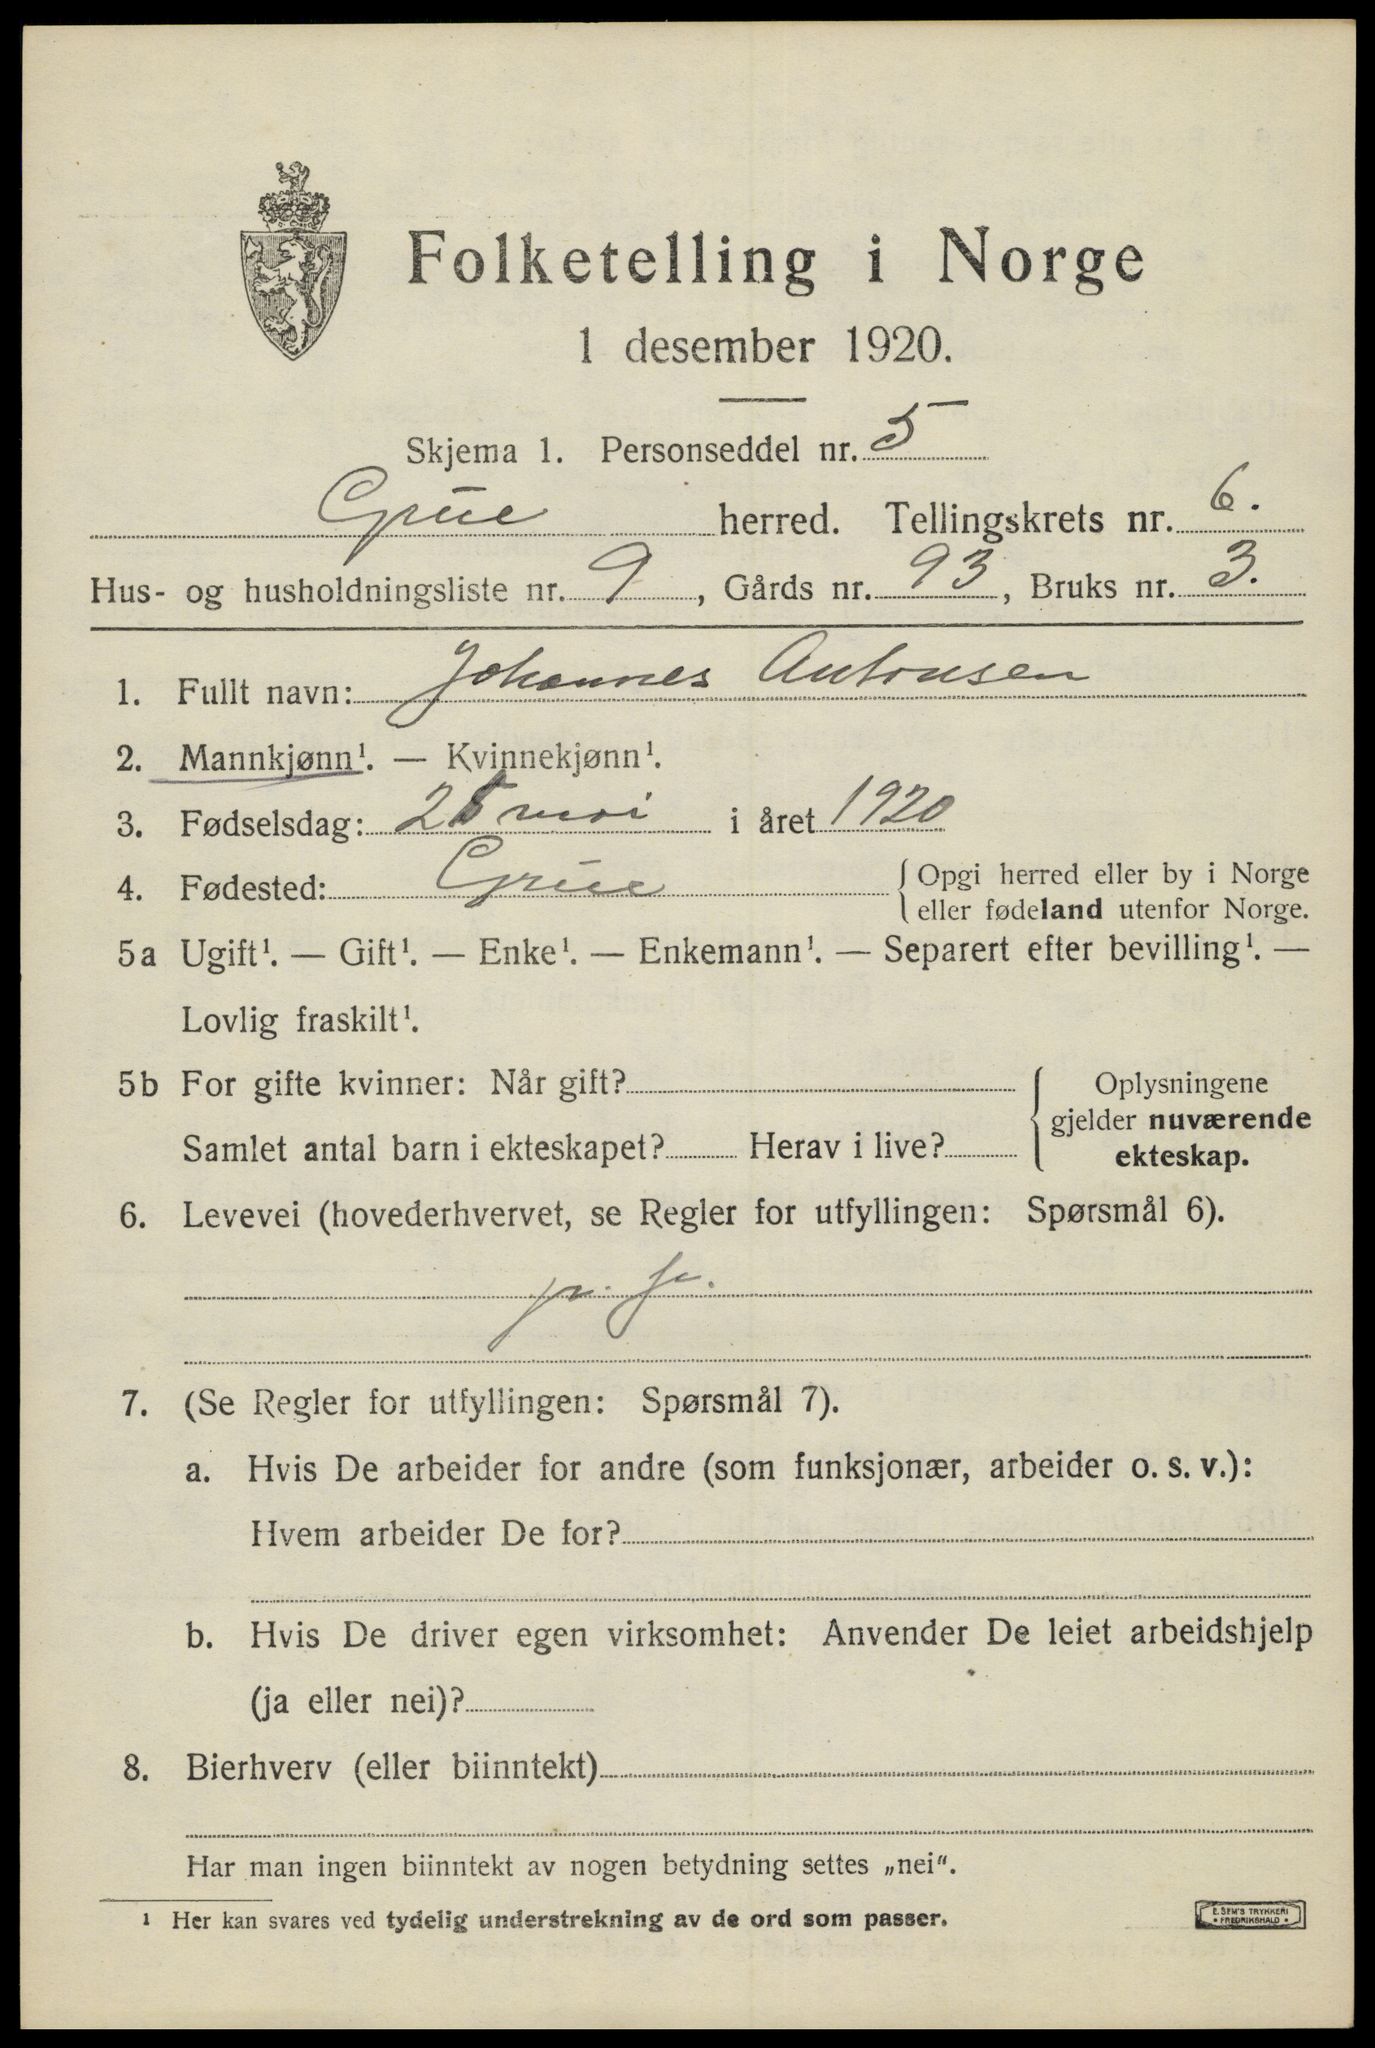 Folketelling i Norge
1 desember 1920.
Skjema 1. Personseddel nr. 5
Grue herred. Tellingskrets nr. 6.
Hus- og husholdningsliste nr. 9, Gårds nr. 93, Bruks nr. 3.
1. Fullt navn: Johannes Antonsen
2. Mannkjønn¹. — Kvinnekjønn¹.
3. Fødselsdag: 25 mai i året 1920
4. Fødested: Grue { Opgi herred eller by i Norge
eller fødeland utenfor Norge.
5a Ugift¹. — Gift¹. — Enke¹. — Enkemann¹. — Separert efter bevilling¹. —
Lovlig fraskilt¹.
5b For gifte kvinner: Når gift?
Samlet antal barn i ekteskapet? Herav i live?
{ Oplysningene
gjelder nuværende
ekteskap.
6. Levevei (hovederhvervet, se Regler for utfyllingen: Spørsmål 6).
7. (Se Regler for utfyllingen: Spørsmål 7).
a. Hvis De arbeider for andre (som funksjonær, arbeider o. s. v.):
Hvem arbeider De for?
b. Hvis De driver egen virksomhet: Anvender De leiet arbeidshjelp
(ja eller nei)?
8. Bierhverv (eller biinntekt)
Har man ingen biinntekt av nogen betydning settes „nei“.
¹ Her kan svares ved tydelig understrekning av de ord som passer.
E. SEM'S TRYKKERI
• FREDRIKSHALD •